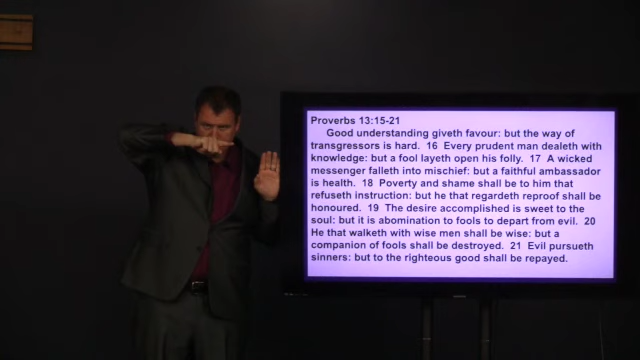 Proverbs 13:15-21
Good understanding giveth favour: but the way of
transgressors is hard. 16 Every prudent man dealeth with
knowledge: but a fool layeth open his folly. 17 A wicked
messenger falleth into mischief: but a faithful ambassador
is health. 18 Poverty and shame shall be to him that
refuseth instruction: but he that regardeth reproof shall be
honoured. 19 The desire accomplished is sweet to the
soul: but it is abomination to fools to depart from evil. 20
He that walketh with wise men shall be wise: but a
companion of fools shall be destroyed. 21 Evil pursueth
sinners: but to the righteous good shall be repayed.